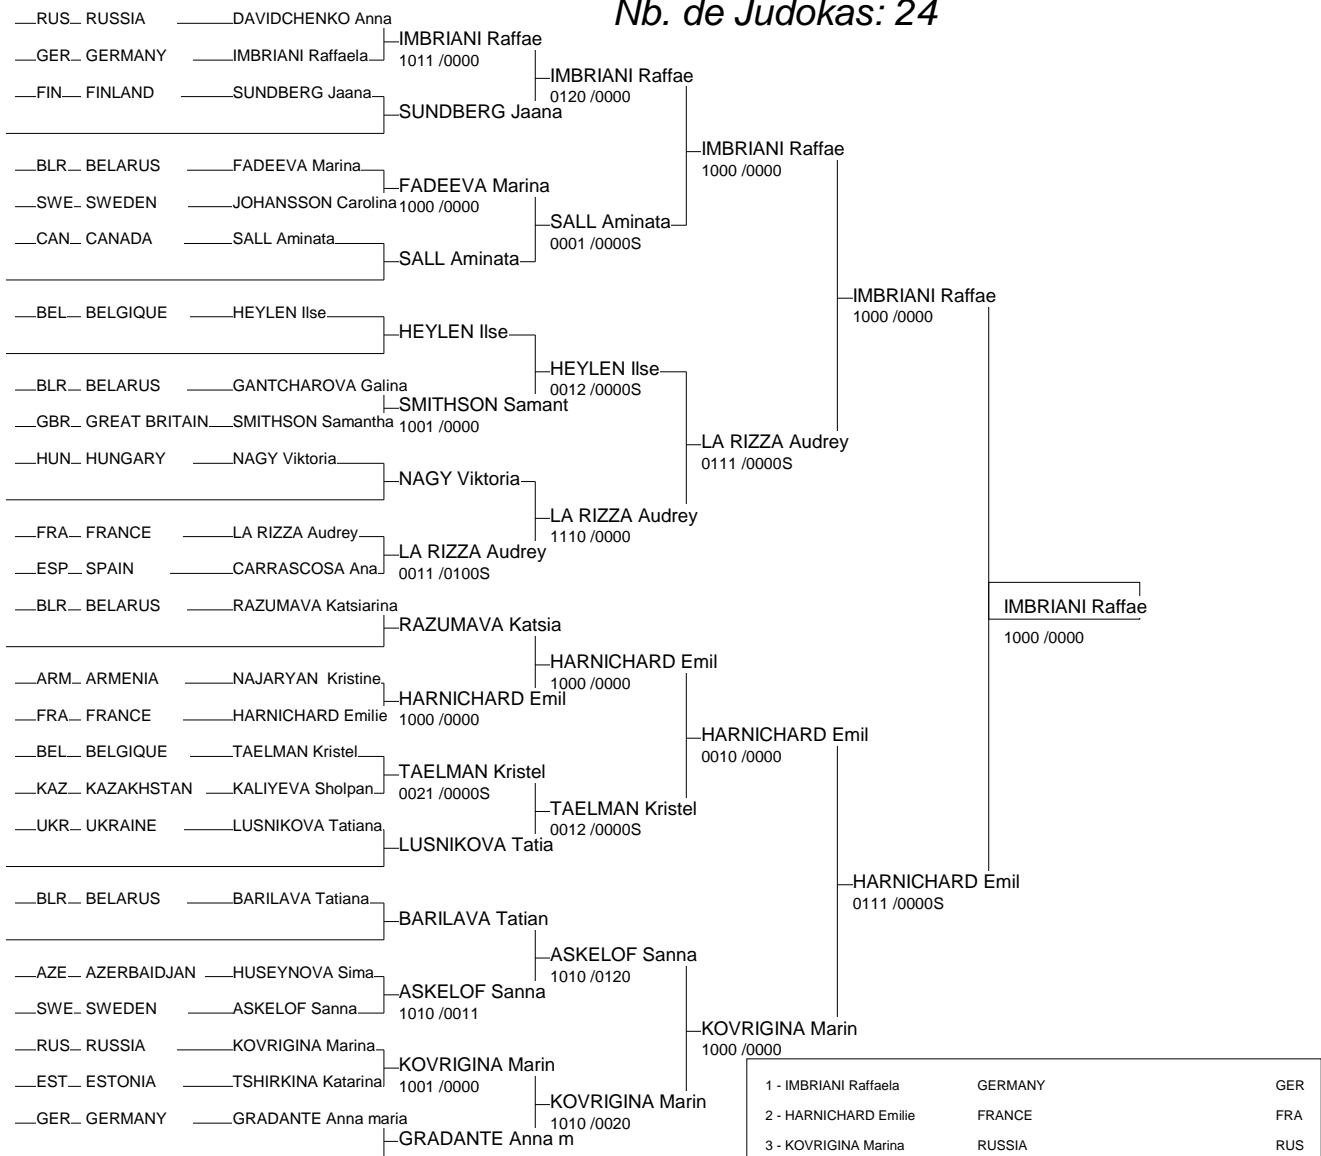 Nb. de Judokas: 24
RUS RUSSIA DAVIDCHENKO Anna
IMBRIANI Raffae
1011 /0000
GER GERMANY IMBRIANI Raffaela
IMBRIANI Raffae
0120 /0000
FIN FINLAND SUNDBERG Jaana
SUNDBERG Jaana
IMBRIANI Raffae
1000 /0000
BLR BELARUS FADEEVA Marina
FADEEVA Marina
1000 /0000
SWE SWEDEN JOHANSSON Carolina
SALL Aminata
0001 /0000S
CAN CANADA SALL Aminata
SALL Aminata
IMBRIANI Raffae
1000 /0000
BEL BELGIQUE HEYLEN Ilse
HEYLEN Ilse
HEYLEN Ilse
0012 /0000S
BLR BELARUS GANTCHAROVA Galina
SMITHSON Samant
1001 /0000
GBR GREAT BRITAIN SMITHSON Samantha
LA RIZZA Audrey
0111 /0000S
HUN HUNGARY NAGY Viktoria
NAGY Viktoria
LA RIZZA Audrey
1110 /0000
FRA FRANCE LA RIZZA Audrey
LA RIZZA Audrey
0011 /0100S
ESP SPAIN CARRASCOSA Ana
IMBRIANI Raffae
1000 /0000
BLR BELARUS RAZUMAVA Katsiarina
RAZUMAVA Katsia
HARNICHARD Emil
1000 /0000
ARM ARMENIA NAJARYAN Kristine
HARNICHARD Emil
1000 /0000
FRA FRANCE HARNICHARD Emilie
HARNICHARD Emil
0010 /0000
BEL BELGIQUE TAELMAN Kristel
TAELMAN Kristel
0021 /0000S
KAZ KAZAKHSTAN KALIYEVA Sholpan
TAELMAN Kristel
0012 /0000S
UKR UKRAINE LUSNIKOVA Tatiana
LUSNIKOVA Tatia
HARNICHARD Emil
0111 /0000S
BLR BELARUS BARILAVA Tatiana
BARILAVA Tatian
ASKELOF Sanna
1010 /0120
AZE AZERBAIDJAN HUSEYNOVA Sima
ASKELOF Sanna
1010 /0011
SWE SWEDEN ASKELOF Sanna
KOVRIGINA Marin
1000 /0000
RUS RUSSIA KOVRIGINA Marina
KOVRIGINA Marin
1001 /0000
EST ESTONIA TSHIRKINA Katarina
KOVRIGINA Marin
1010 /0020
GER GERMANY GRADANTE Anna maria
GRADANTE Anna m
1 - IMBRIANI Raffaela GERMANY GER
2 - HARNICHARD Emilie FRANCE FRA
3 - KOVRIGINA Marina RUSSIA RUS